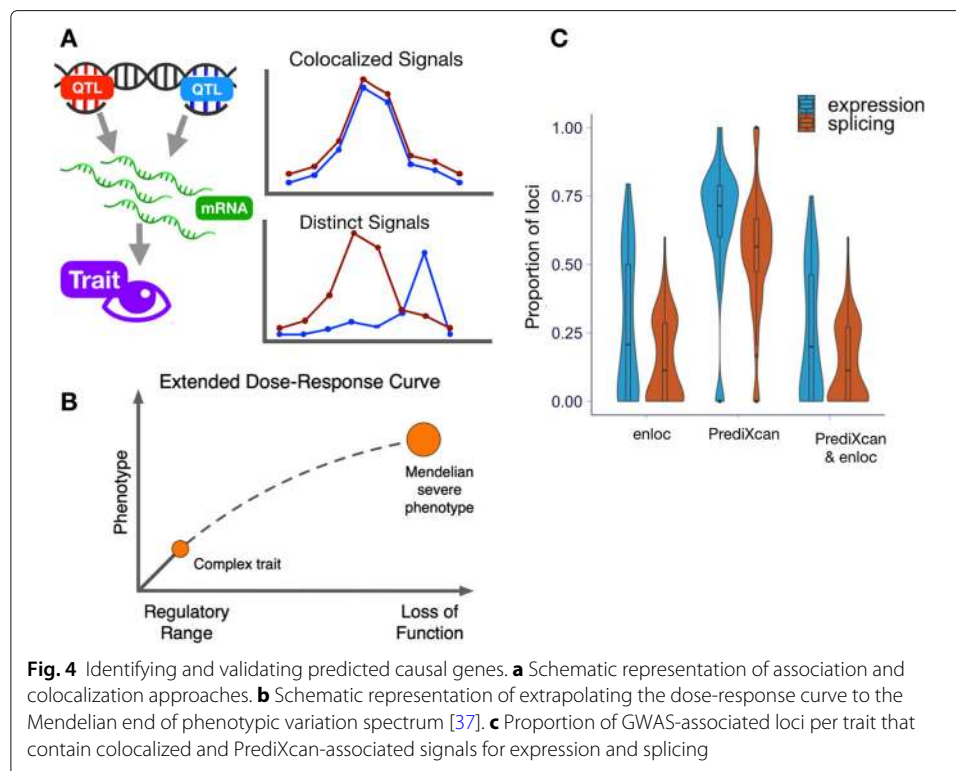 A
QTL
QTL
mRNA
Trait
Colocalized Signals
Distinct Signals
B
Extended Dose-Response Curve
Phenotype
Mendelian
severe
phenotype
Complex trait
Regulatory
Range
Loss of
Function
C
expression
splicing
Proportion of loci
1.00
0.75
0.50
0.25
0.00
enloc
PrediXcan
PrediXcan
& enloc
Fig. 4 Identifying and validating predicted causal genes. a Schematic representation of association and
colocalization approaches. b Schematic representation of extrapolating the dose-response curve to the
Mendelian end of phenotypic variation spectrum [37]. c Proportion of GWAS-associated loci per trait that
contain colocalized and PrediXcan-associated signals for expression and splicing